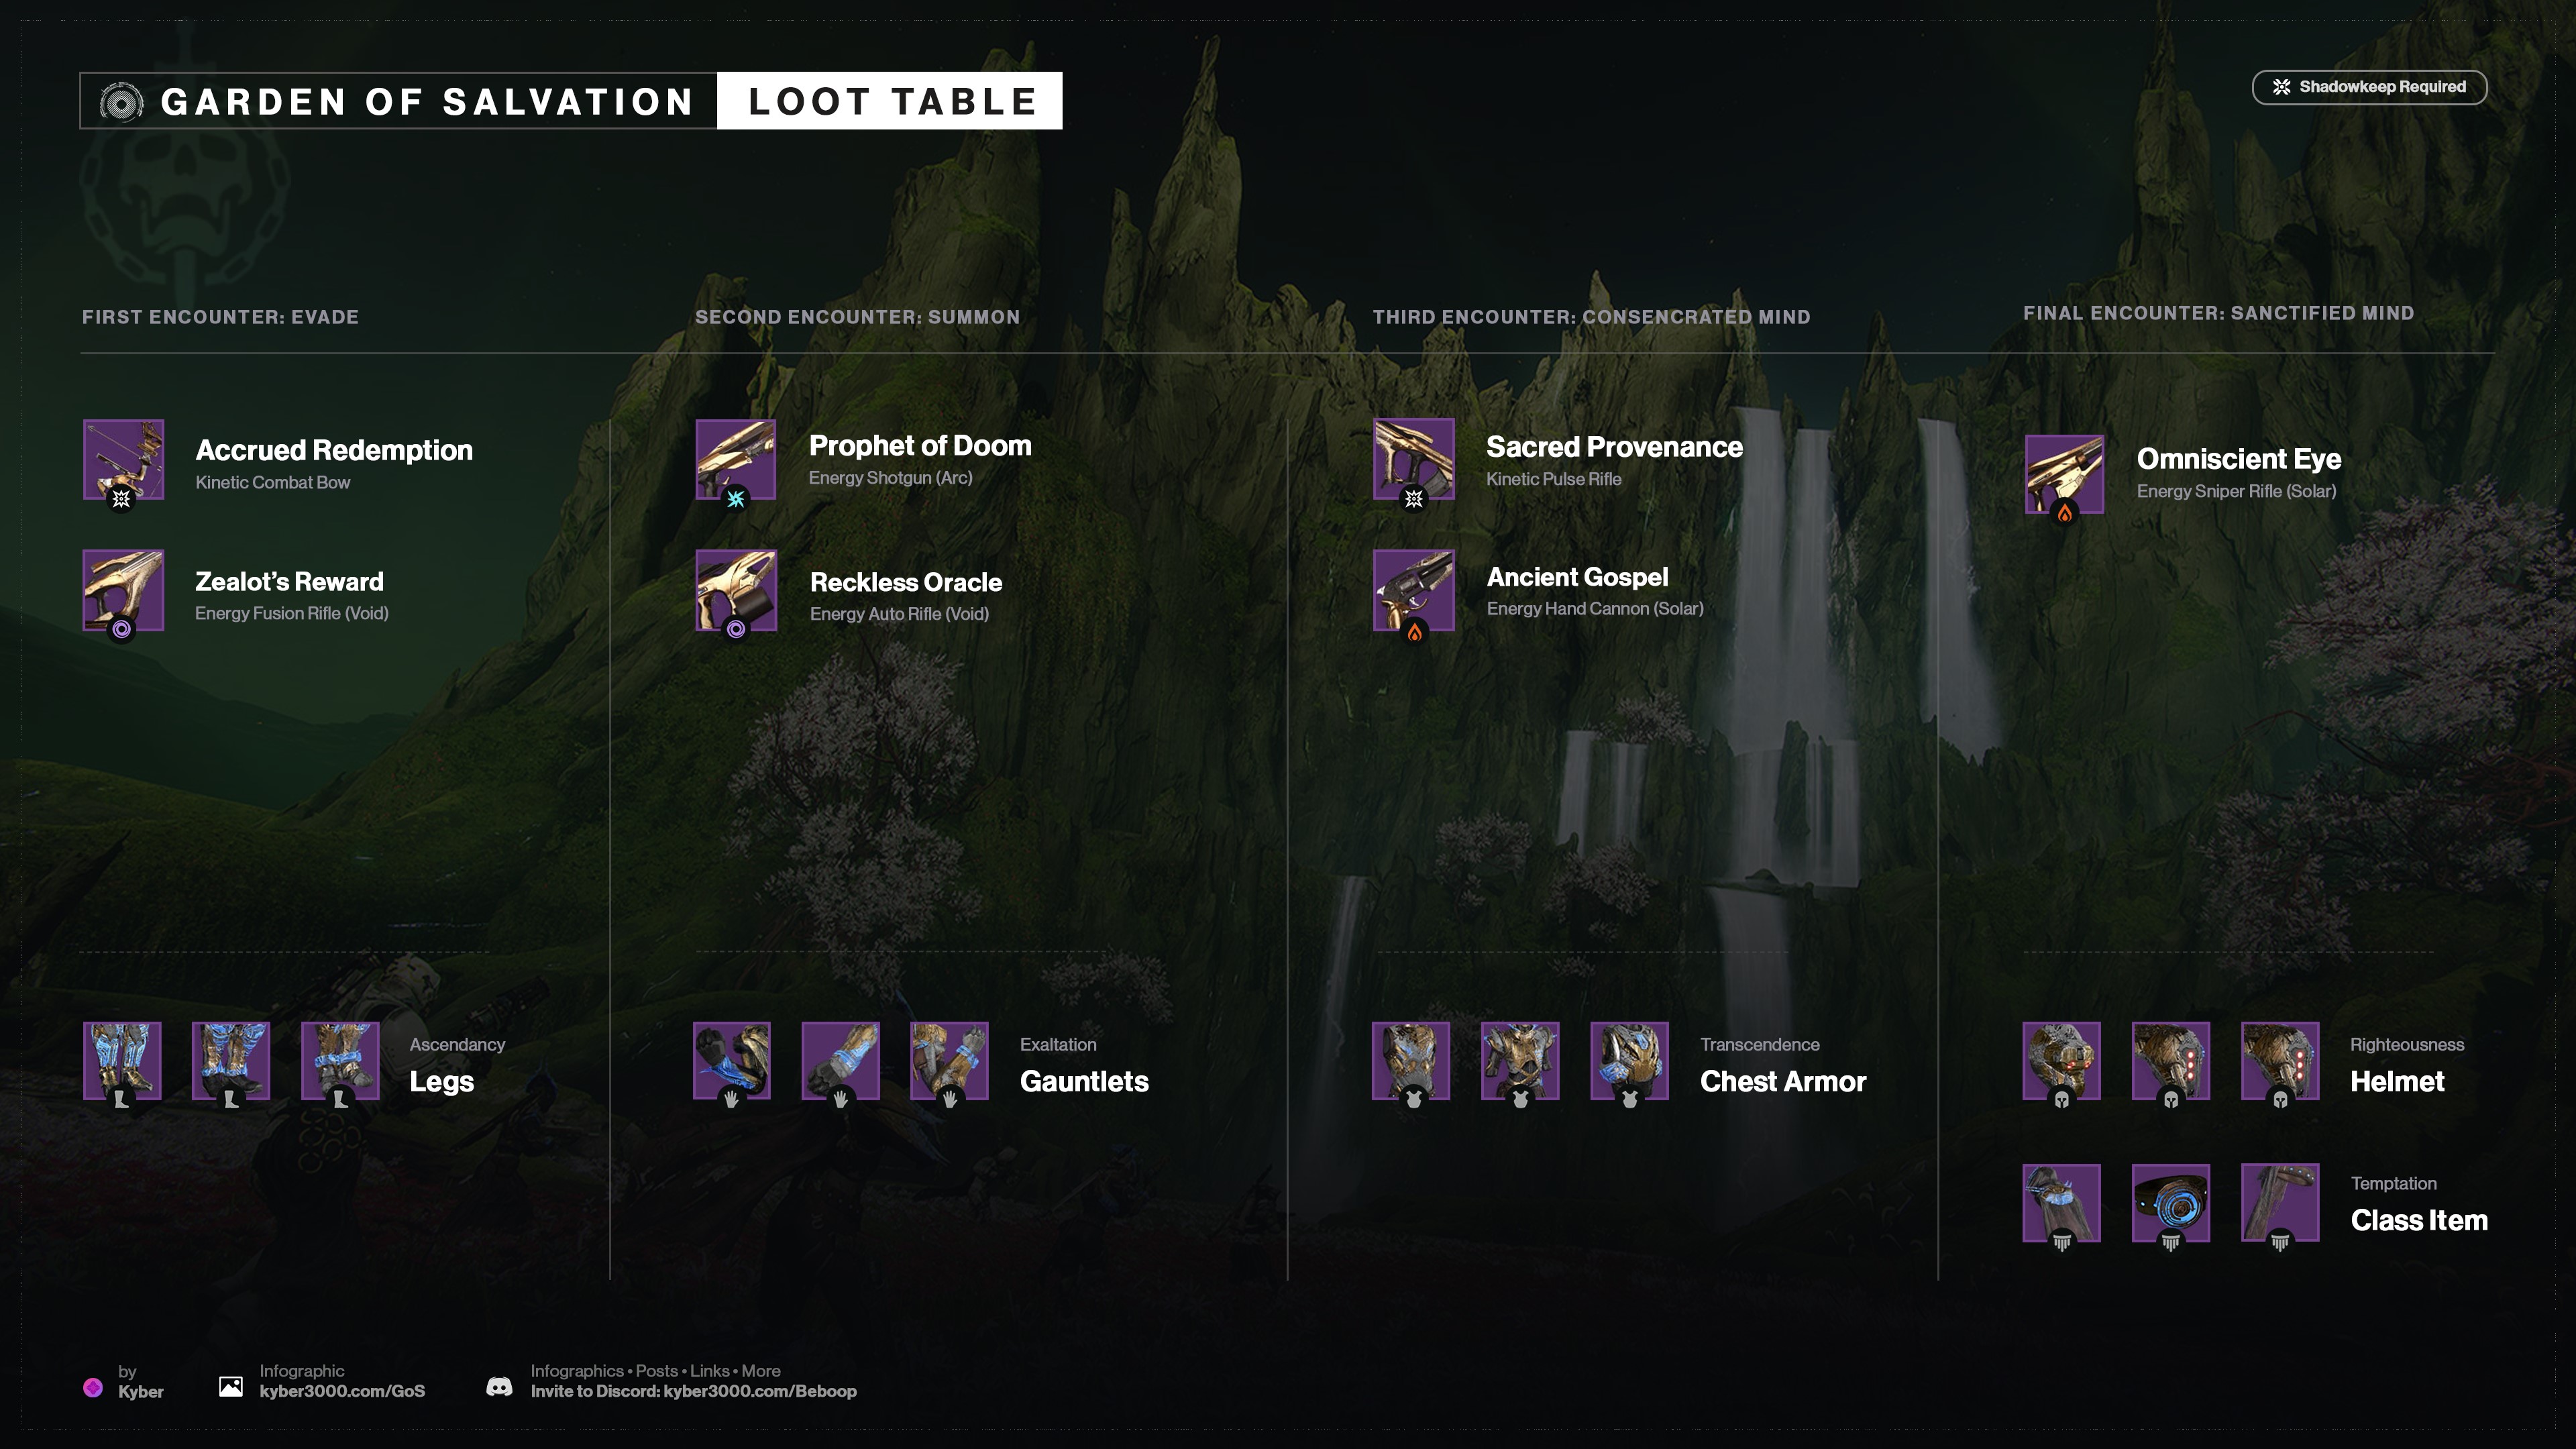 GARDEN OF SALVATION LOOT TABLE
Shadowkeep Required
FIRST ENCOUNTER: EVADE
Accrued Redemption
Kinetic Combat Bow
Zealot's Reward
Energy Fusion Rifle (Void)
Ascendancy
Legs
SECOND ENCOUNTER: SUMMON
Prophet of Doom
Energy Shotgun (Arc)
Reckless Oracle
Energy Auto Rifle (Void)
Exaltation
Gauntlets
THIRD ENCOUNTER: CONSENCRATED MIND
Sacred Provenance
Kinetic Pulse Rifle
Ancient Gospel
Energy Hand Cannon (Solar)
Transcendence
Chest Armor
FINAL ENCOUNTER: SANCTIFIED MIND
Omniscient Eye
Energy Sniper Rifle (Solar)
Righteousness
Helmet
Temptation
Class Item
by
Kyber
Infographic
kyber3000.com/GoS
Infographics • Posts • Links • More
Invite to Discord: kyber3000.com/Beboop